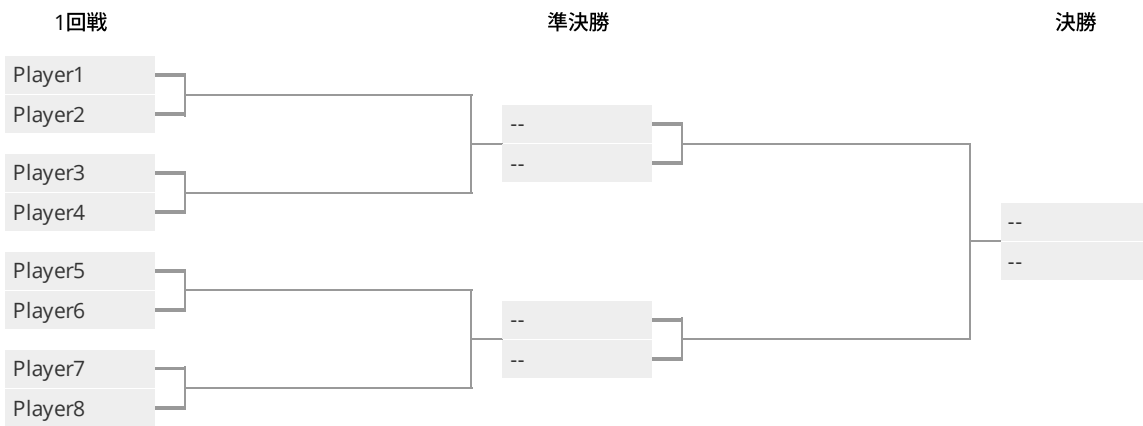 1回戦
準決勝
決勝
Player1
Player2
Player3
Player4
Player5
Player6
Player7
Player8
--
--
--
--
--
--